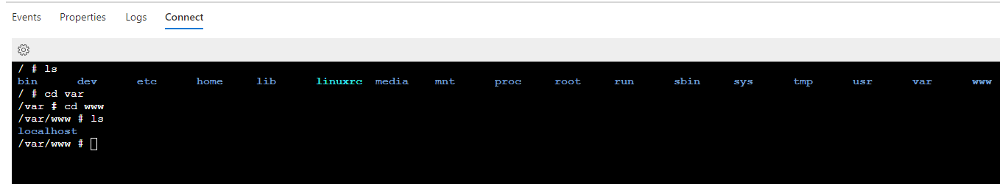 Events Properties Logs Connect
/ # ls
bin dev etc home lib linuxrc media mnt proc root run sbin sys tmp usr var www
/ # cd var
/var # cd www
/var/www # ls
localhost
/var/www #